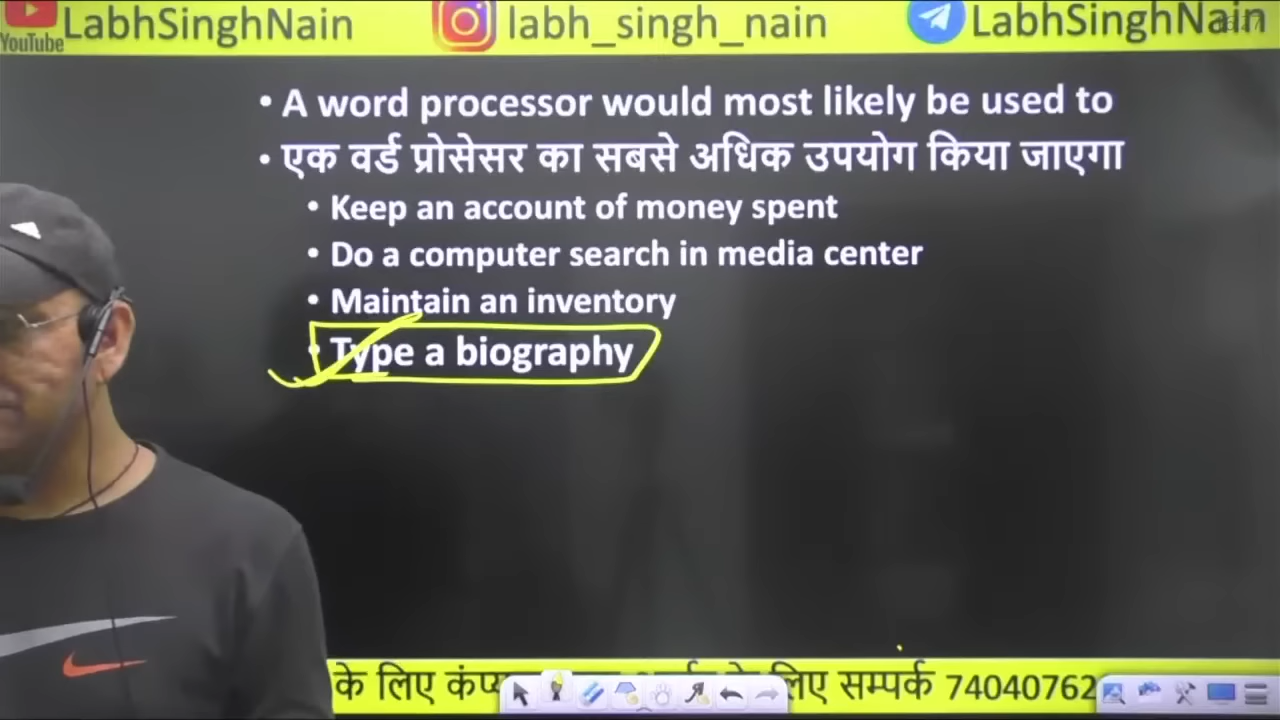 YouTube LabhSinghNain labh_singh_nain LabhSinghNain
• A word processor would most likely be used to
• एक वर्ड प्रोसेसर का सबसे अधिक उपयोग किया जाएगा
• Keep an account of money spent
• Do a computer search in media center
• Maintain an inventory
• Type a biography
के लिए लिए सम्पर्क 74040762